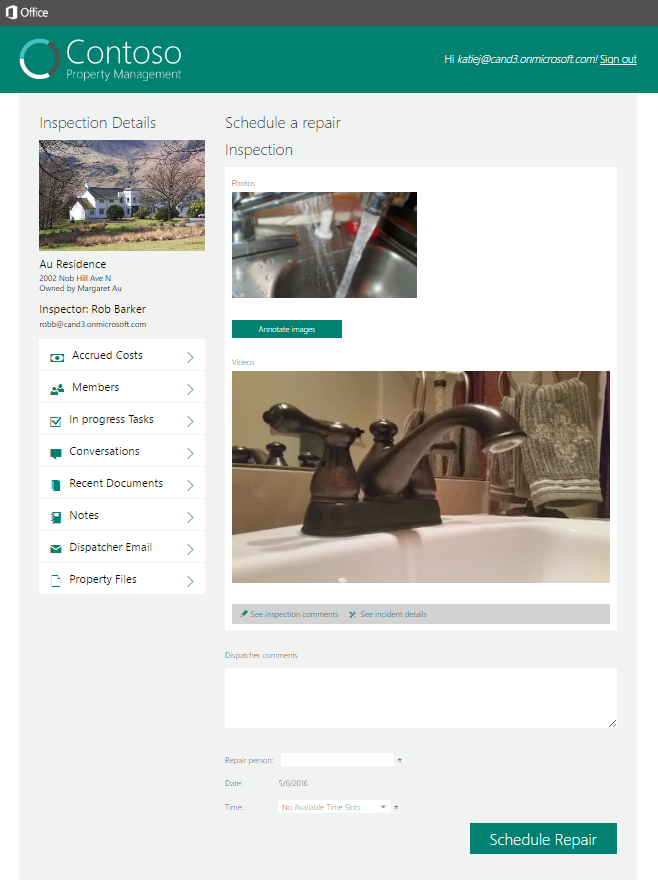 Office
Contoso
Property Management
Hi katiej@cand3.onmicrosoft.com! Sign out
Inspection Details
Au Residence
2002 Nob Hill Ave N
Owned by Margaret Au
Inspector: Rob Barker
robb@cand3.onmicrosoft.com
Accrued Costs
Members
In progress Tasks
Conversations
Recent Documents
Notes
Dispatcher Email
Property Files
Schedule a repair
Inspection
Photos
Annotate images
Videos
See inspection comments See incident details
Dispatcher comments
Repair person: *
Date: 5/6/2016
Time: No Available Time Slots *
Schedule Repair